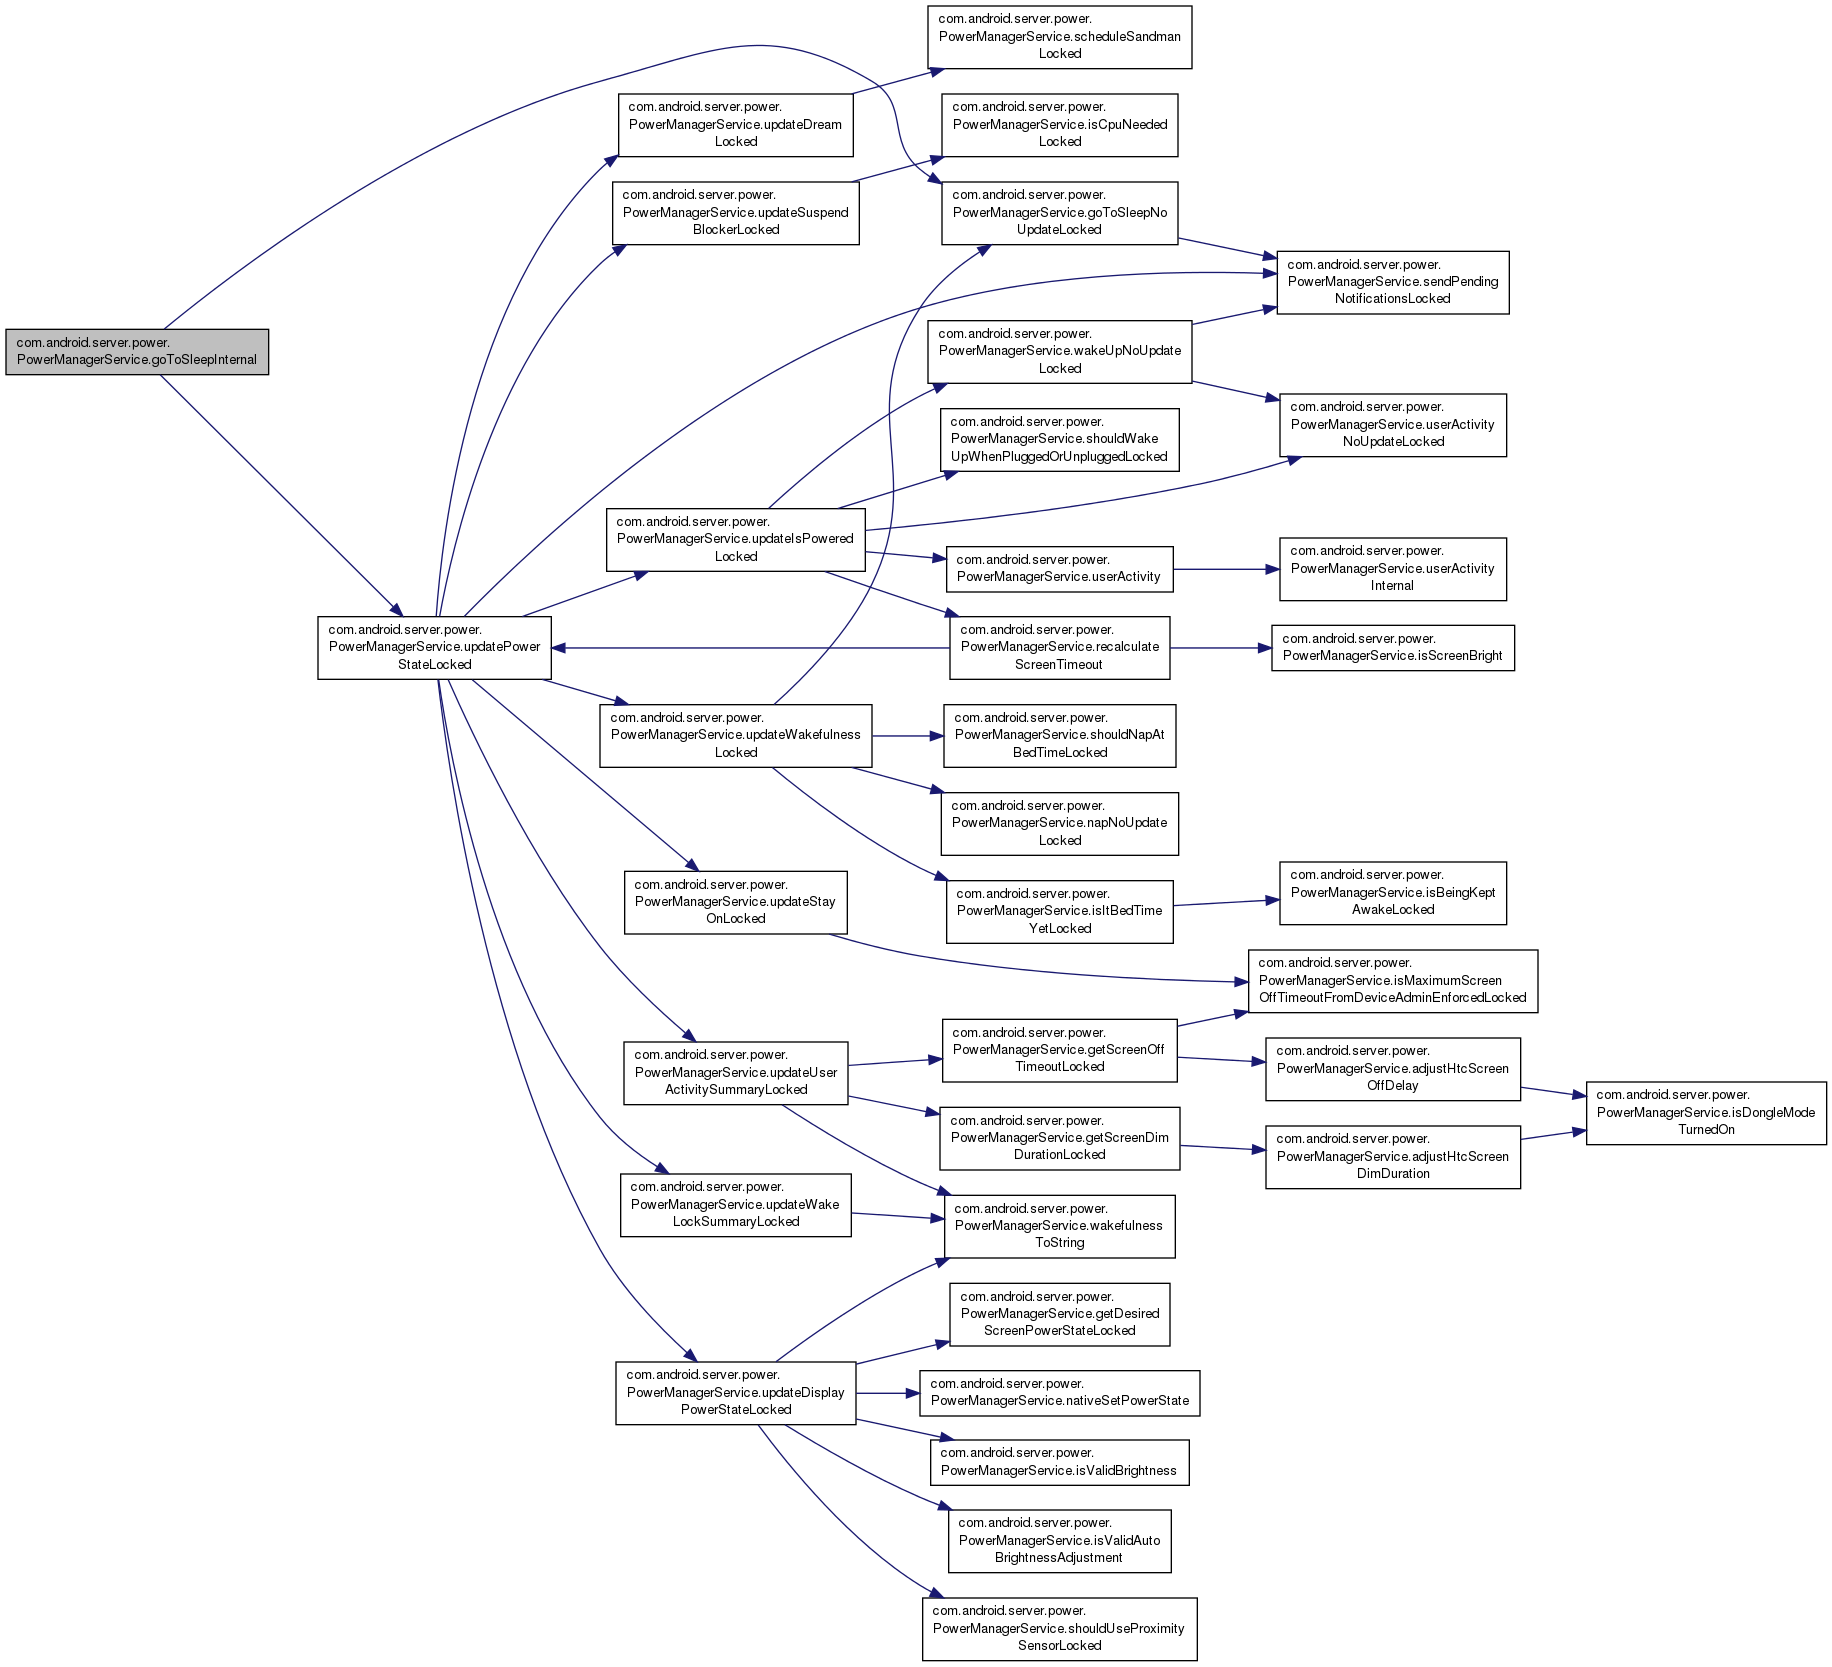 com.android.server.power.
PowerManagerService.goToSleepInternal
com.android.server.power.
PowerManagerService.updatePower
StateLocked
com.android.server.power.
PowerManagerService.updateDream
Locked
com.android.server.power.
PowerManagerService.updateSuspend
BlockerLocked
com.android.server.power.
PowerManagerService.updateIsPowered
Locked
com.android.server.power.
PowerManagerService.updateWakefulness
Locked
com.android.server.power.
PowerManagerService.updateStay
OnLocked
com.android.server.power.
PowerManagerService.updateUser
ActivitySummaryLocked
com.android.server.power.
PowerManagerService.updateWake
LockSummaryLocked
com.android.server.power.
PowerManagerService.updateDisplay
PowerStateLocked
com.android.server.power.
PowerManagerService.scheduleSandman
Locked
com.android.server.power.
PowerManagerService.isCpuNeeded
Locked
com.android.server.power.
PowerManagerService.goToSleepNo
UpdateLocked
com.android.server.power.
PowerManagerService.wakeUpNoUpdate
Locked
com.android.server.power.
PowerManagerService.shouldWake
UpWhenPluggedOrUnpluggedLocked
com.android.server.power.
PowerManagerService.userActivity
com.android.server.power.
PowerManagerService.recalculate
ScreenTimeout
com.android.server.power.
PowerManagerService.shouldNapAt
BedTimeLocked
com.android.server.power.
PowerManagerService.napNoUpdate
Locked
com.android.server.power.
PowerManagerService.isItBedTime
YetLocked
com.android.server.power.
PowerManagerService.getScreenOff
TimeoutLocked
com.android.server.power.
PowerManagerService.getScreenDim
DurationLocked
com.android.server.power.
PowerManagerService.wakefulness
ToString
com.android.server.power.
PowerManagerService.getDesired
ScreenPowerStateLocked
com.android.server.power.
PowerManagerService.nativeSetPowerState
com.android.server.power.
PowerManagerService.isValidBrightness
com.android.server.power.
PowerManagerService.isValidAuto
BrightnessAdjustment
com.android.server.power.
PowerManagerService.shouldUseProximity
SensorLocked
com.android.server.power.
PowerManagerService.sendPending
NotificationsLocked
com.android.server.power.
PowerManagerService.userActivity
NoUpdateLocked
com.android.server.power.
PowerManagerService.userActivity
Internal
com.android.server.power.
PowerManagerService.isScreenBright
com.android.server.power.
PowerManagerService.isBeingKept
AwakeLocked
com.android.server.power.
PowerManagerService.isMaximumScreen
OffTimeoutFromDeviceAdminEnforcedLocked
com.android.server.power.
PowerManagerService.adjustHtcScreen
OffDelay
com.android.server.power.
PowerManagerService.adjustHtcScreen
DimDuration
com.android.server.power.
PowerManagerService.isDongleMode
TurnedOn